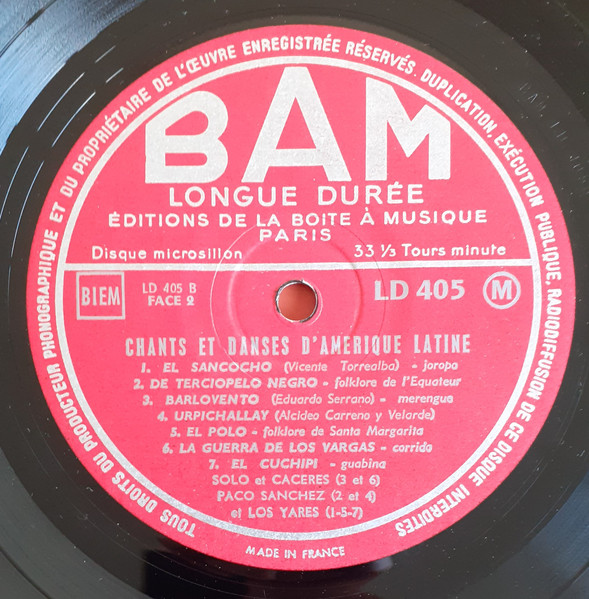 TOUS DROITS DU PRODUCTEUR PHONOGRAPHIQUE ET DU PROPRIÉTAIRE DE L'ŒUVRE ENREGISTRÉE RÉSERVÉS. DUPLICATION EXÉCUTION PUBLIQUE, RADIODIFFUSION DE CE DISQUE INTERDITES
BAM
LONGUE DURÉE
ÉDITIONS DE LA BOITE À MUSIQUE
PARIS
Disque microsillon 33 ⅓ Tours minute
BIEM LD 405 B LD 405 M
FACE 2
CHANTS ET DANSES D'AMERIQUE LATINE
1. EL SANCOCHO (Vicente Torrealba) - joropa
2. DE TERCIOPELO NEGRO - folklore de l'Equateur
3. BARLOVENTO (Eduardo Serrano) - merengue
4. URPICHALLAY (Alcideo Carreno y Velarde)
5. EL POLO - folklore de Santa Margarita
6. LA GUERRA DE LOS VARGAS - corrido
7. EL CUCHIPI - guabina
SOLO et CACERES (3 et 6)
PACO SANCHEZ (2 et 4)
et LOS YARES (1-5-7)
MADE IN FRANCE